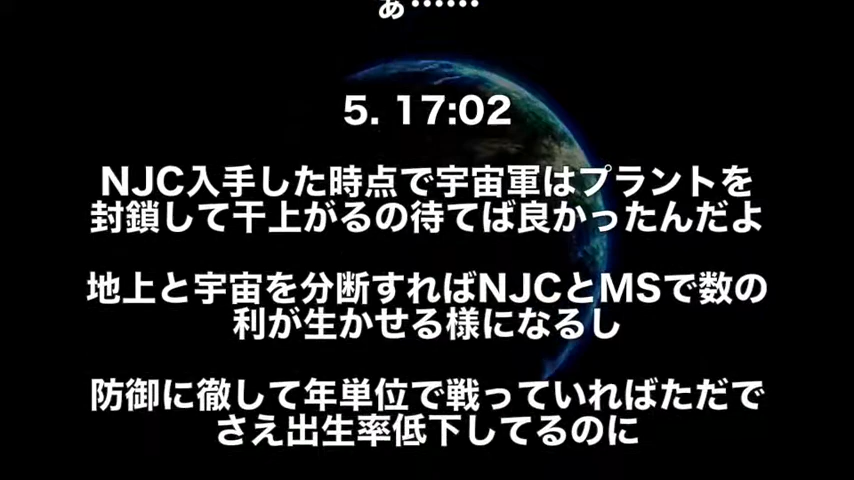 ぁ……
5. 17:02
NJC入手した時点で宇宙軍はプラントを
封鎖して干上がるの待てば良かったんだよ
地上と宇宙を分断すればNJCとMSで数の
利が生かせる様になるし
防御に徹して年単位で戦っていればただで
さえ出生率低下してるのに